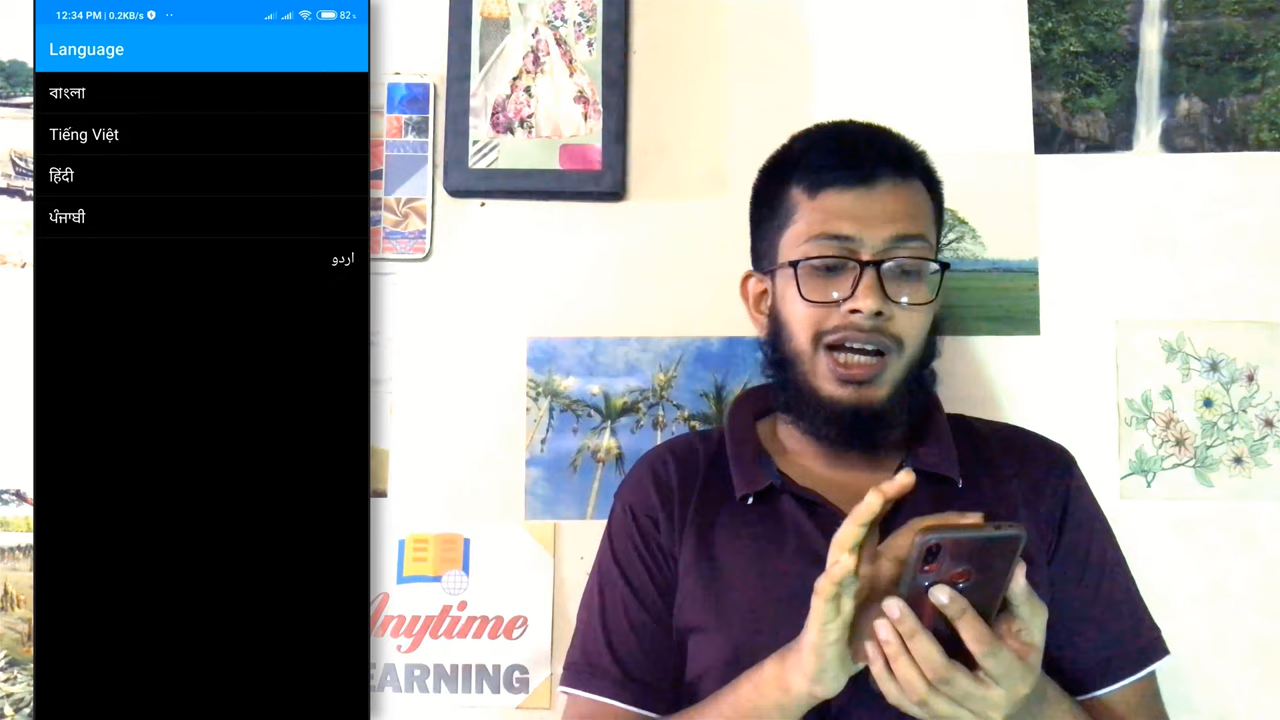 12:34 PM | 0.2KB/s
82%
Language
বাংলা
Tiếng Việt
हिंदी
ਪੰਜਾਬੀ
اردو
Anytime
EARNING